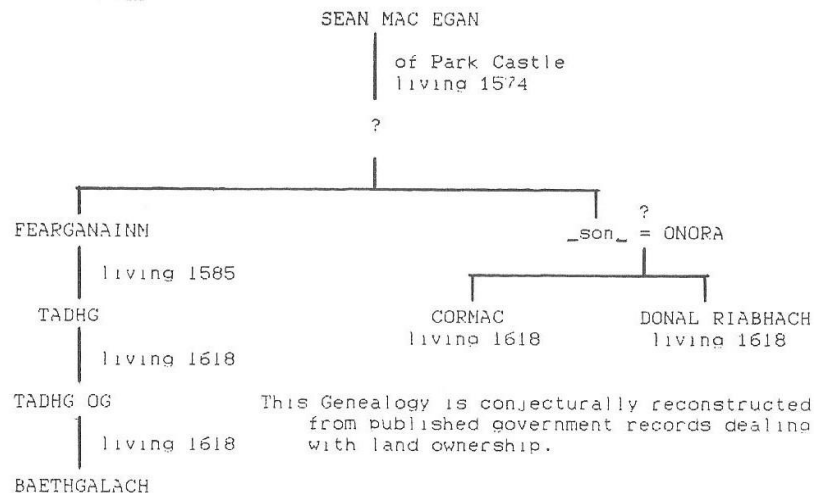 SEAN MAC EGAN
of Park Castle
living 1574
?
?
FEARGANAINM
_son_ = ONORA
living 1585
TADHG
CORMAC DONAL RIABHACH
living 1618 living 1618
living 1618
TADHG OG
This Genealogy is conjecturally reconstructed
from published government records dealing
with land ownership.
living 1618
BAETHGALACH